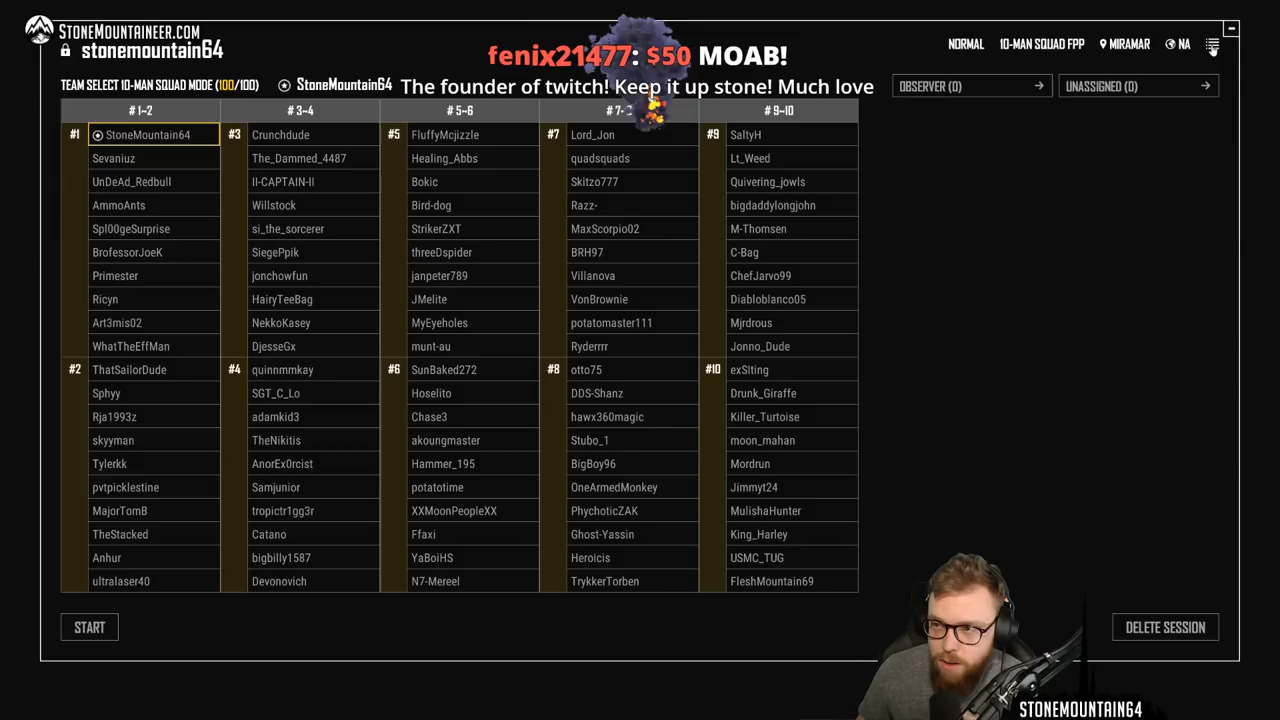 STONEMOUNTAINEER.COM
stonemountain64
fenix21477: $50 MOAB!
The founder of twitch! Keep it up stone! Much love
NORMAL 10-MAN SQUAD FPP MIRAMAR NA
TEAM SELECT 10-MAN SQUAD MODE (100/100) StoneMountain64
OBSERVER (0) UNASSIGNED (0)
# 1~2 # 3~4 # 5~6 # 7~ # 9~10
#1 StoneMountain64 #3 Crunchdude #5 FluffyMcjizzle #7 Lord_Jon #9 SaltyH
Sevaniuz The_Dammed_4487 Healing_Abbs quadsquads Lt_Weed
UnDeAd_Redbull II-CAPTAIN-II Bokic Skitzo777 Quivering_jowls
AmmoAnts Willstock Bird-dog Razz- bigdaddylongjohn
Spl00geSurprise si_the_sorcerer StrikerZXT MaxScorpio02 M-Thomsen
BrofessorJoeK SiegePpik threeDspider BRH97 C-Bag
Primester jonchowfun janpeter789 Villanova ChefJarvo99
Ricyn HairyTeeBag JMelite VonBrownie Diabloblanco05
Art3mis02 NekkoKasey MyEyeholes potatomaster111 Mjrdrous
WhatTheEffMan DjesseGx munt-au Ryderrrr Jonno_Dude
#2 ThatSailorDude #4 quinnmmkay #6 SunBaked272 #8 otto75 #10 exSIting
Sphyy SGT_C_Lo Hoselito DDS-Shanz Drunk_Giraffe
Rja1993z adamkid3 Chase3 hawx360magic Killer_Turtoise
skyyman TheNikitis akoungmaster Stubo_1 moon_mahan
Tylerkk AnorEx0rcist Hammer_195 BigBoy96 Mordrun
pvtpicklestine Samjunior potatotime OneArmedMonkey Jimmyt24
MajorTomB tropictr1gg3r XXMoonPeopleXX PhychoticZAK MulishaHunter
TheStacked Catano Ffaxi Ghost-Yassin King_Harley
Anhur bigbilly1587 YaBoiHS Heroicis USMC_TUG
ultralaser40 Devonovich N7-Mereel TrykkerTorben FleshMountain69
START DELETE SESSION
STONEMOUNTAIN64